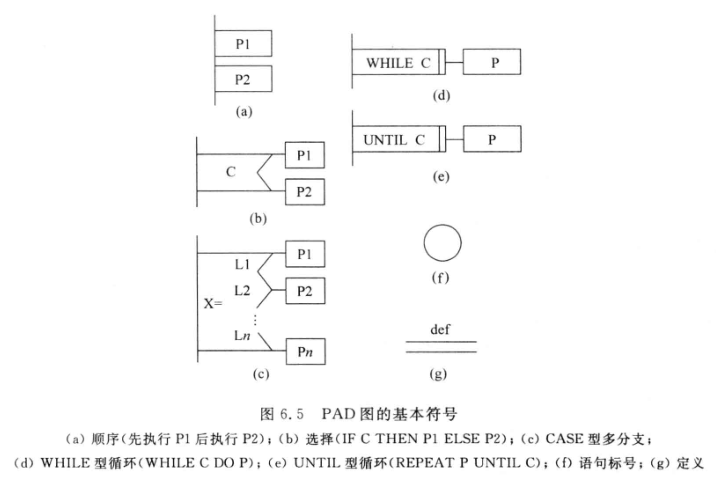 P1
P2
(a)
C
P1
P2
(b)
X=
L1
P1
L2
P2
⋮
Ln
Pn
(c)
WHILE C
P
(d)
UNTIL C
P
(e)
(f)
def
(g)
图 6.5 PAD 图的基本符号
(a) 顺序(先执行 P1 后执行 P2); (b) 选择(IF C THEN P1 ELSE P2); (c) CASE 型多分支;
(d) WHILE 型循环(WHILE C DO P); (e) UNTIL 型循环(REPEAT P UNTIL C); (f) 语句标号; (g) 定义